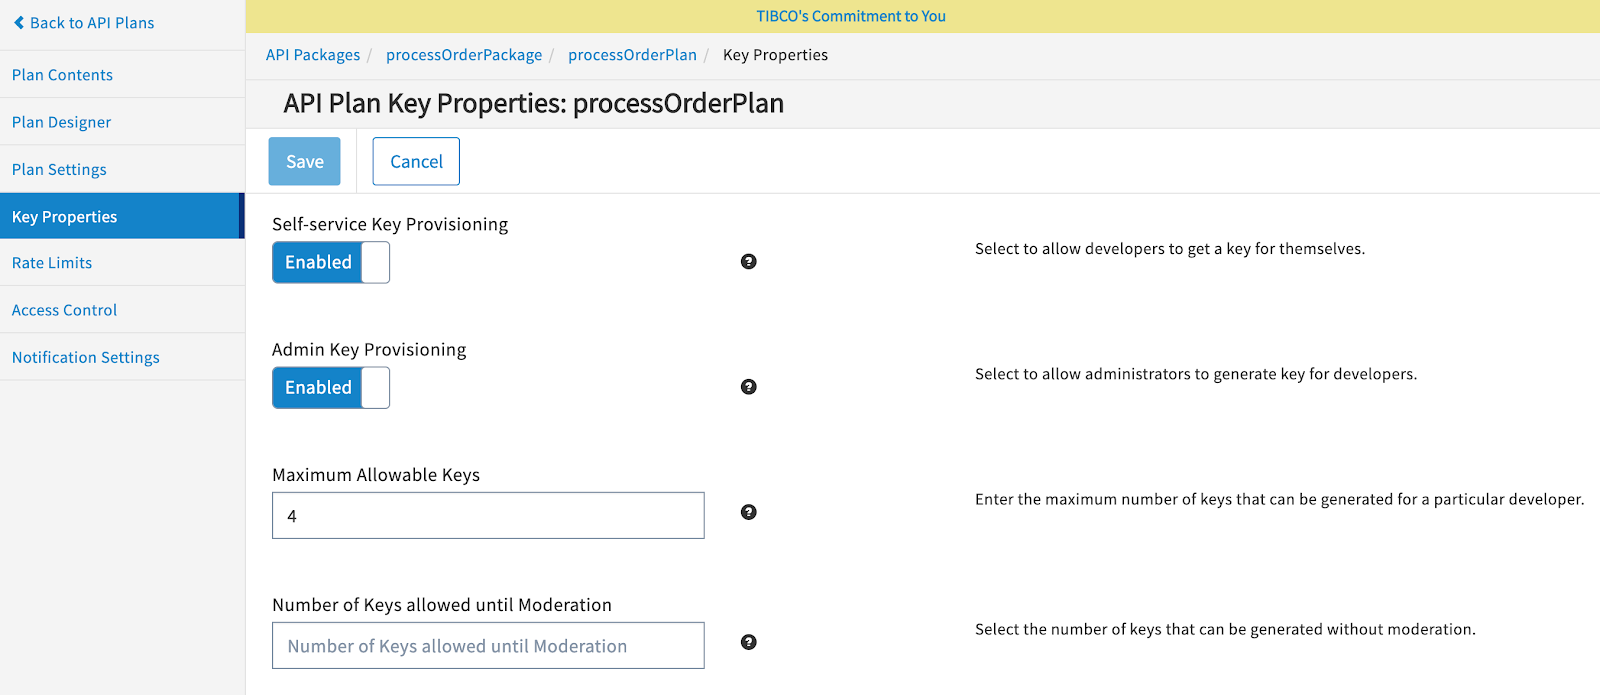 Back to API Plans
Plan Contents
Plan Designer
Plan Settings
Key Properties
Rate Limits
Access Control
Notification Settings
TIBCO's Commitment to You
API Packages / processOrderPackage / processOrderPlan / Key Properties
API Plan Key Properties: processOrderPlan
Save Cancel
Self-service Key Provisioning
Enabled
?
Select to allow developers to get a key for themselves.
Admin Key Provisioning
Enabled
?
Select to allow administrators to generate key for developers.
Maximum Allowable Keys
4
?
Enter the maximum number of keys that can be generated for a particular developer.
Number of Keys allowed until Moderation
Number of Keys allowed until Moderation
?
Select the number of keys that can be generated without moderation.